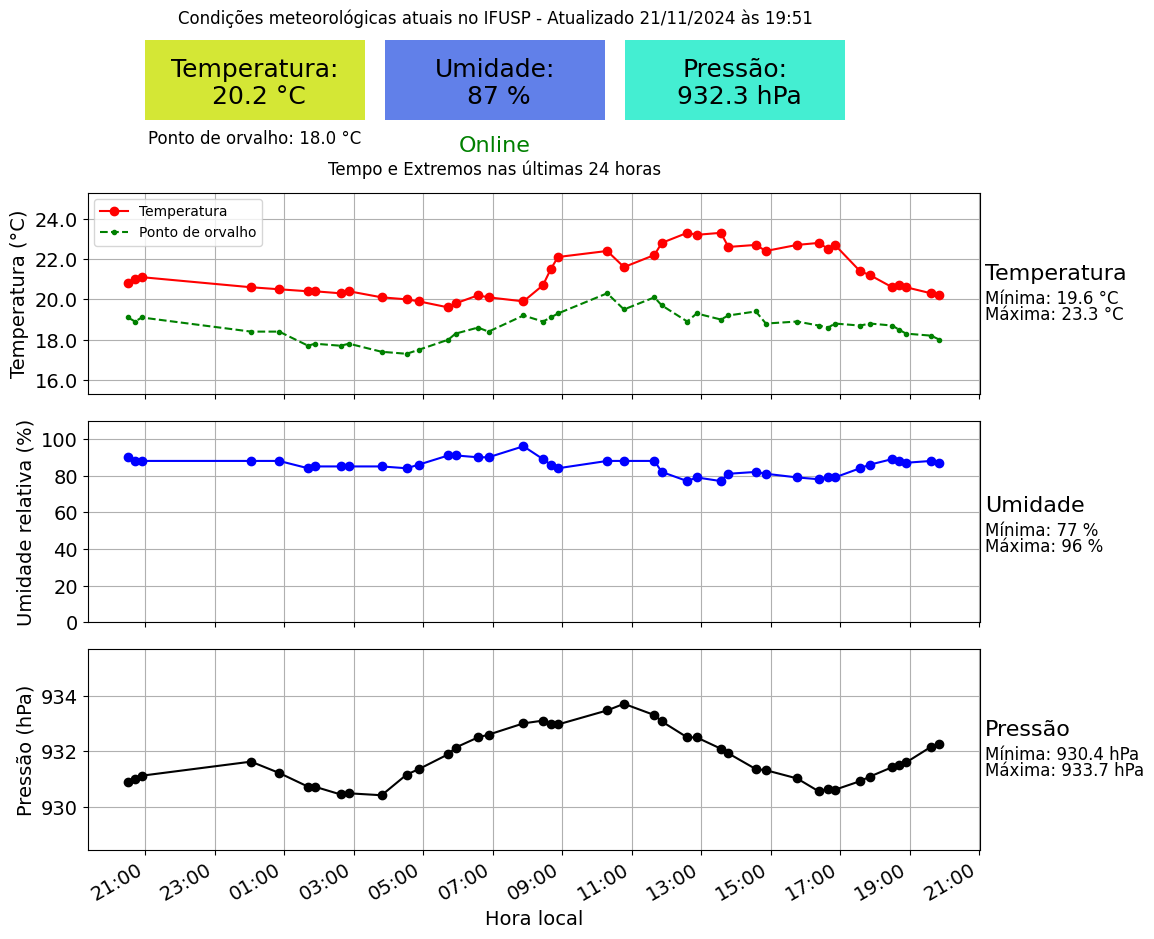 Condições meteorológicas atuais no IFUSP - Atualizado 21/11/2024 às 19:51
Temperatura:
20.2 °C
Umidade:
87 %
Pressão:
932.3 hPa
Ponto de orvalho: 18.0 °C
Online
Tempo e Extremos nas últimas 24 horas
Temperatura (°C)
24.0
22.0
20.0
18.0
16.0
Temperatura
Ponto de orvalho
Temperatura
Mínima: 19.6 °C
Máxima: 23.3 °C
Umidade relativa (%)
100
80
60
40
20
0
Umidade
Mínima: 77 %
Máxima: 96 %
Pressão (hPa)
934
932
930
Pressão
Mínima: 930.4 hPa
Máxima: 933.7 hPa
21:00 23:00 01:00 03:00 05:00 07:00 09:00 11:00 13:00 15:00 17:00 19:00 21:00
Hora local